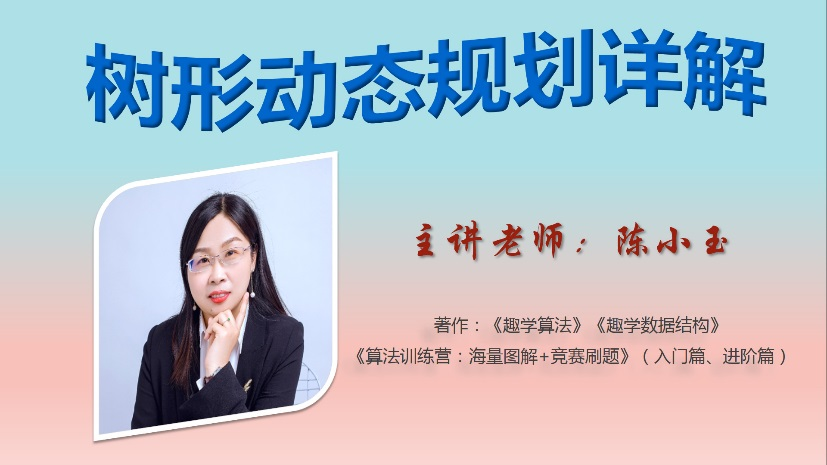 树形动态规划详解
主讲老师：陈小玉
著作：《趣学算法》《趣学数据结构》
《算法训练营：海量图解+竞赛刷题》（入门篇、进阶篇）